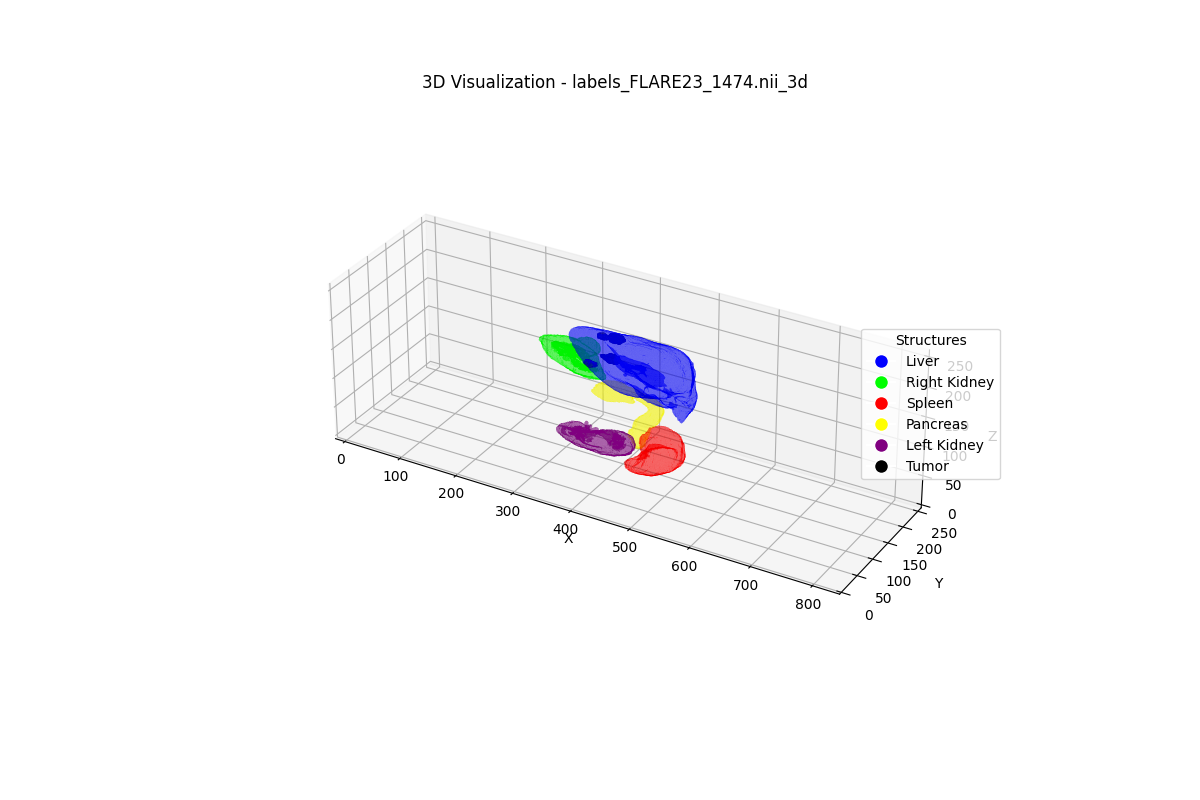 3D Visualization - labels_FLARE23_1474.nii_3d
Structures
Liver
Right Kidney
Spleen
Pancreas
Left Kidney
Tumor
0
100
200
300
400
500
600
700
800
X
0
50
100
150
200
250
Y
0
50
100
200
250
Z